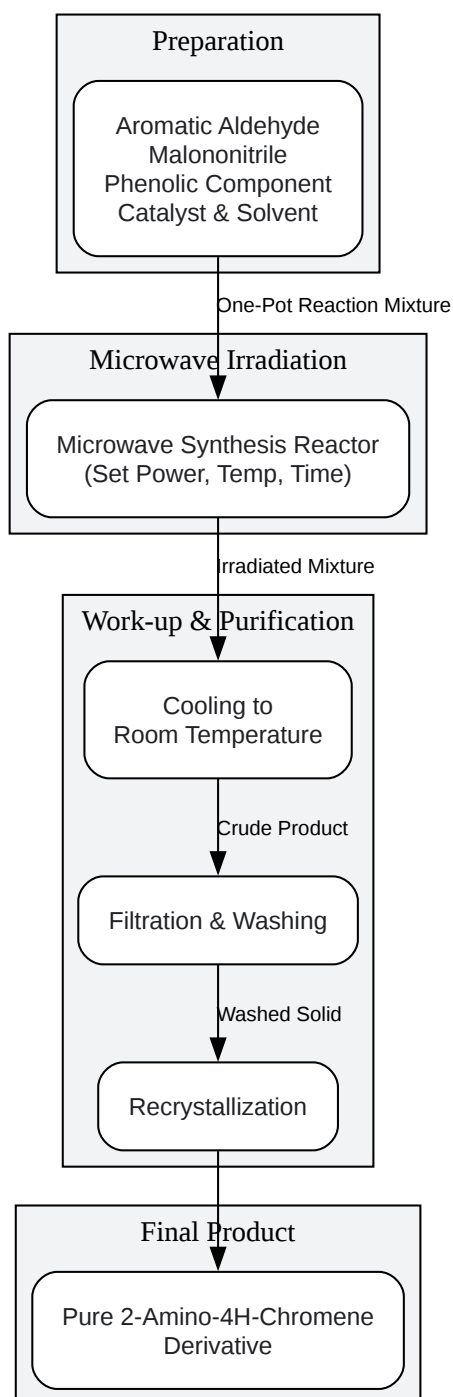 Preparation
Aromatic Aldehyde
Malononitrile
Phenolic Component
Catalyst & Solvent
One-Pot Reaction Mixture
Microwave Irradiation
Microwave Synthesis Reactor
(Set Power, Temp, Time)
Irradiated Mixture
Work-up & Purification
Cooling to
Room Temperature
Crude Product
Filtration & Washing
Washed Solid
Recrystallization
Final Product
Pure 2-Amino-4H-Chromene
Derivative